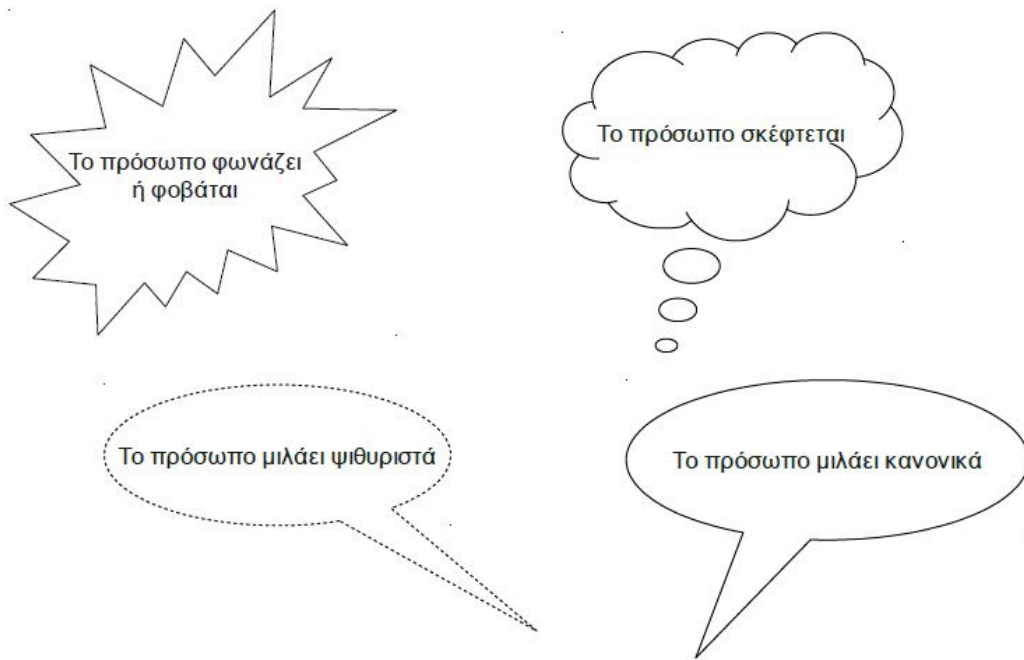 Το πρόσωπο φωνάζει
ή φοβάται
Το πρόσωπο σκέφτεται
Το πρόσωπο μιλάει ψιθυριστά
Το πρόσωπο μιλάει κανονικά